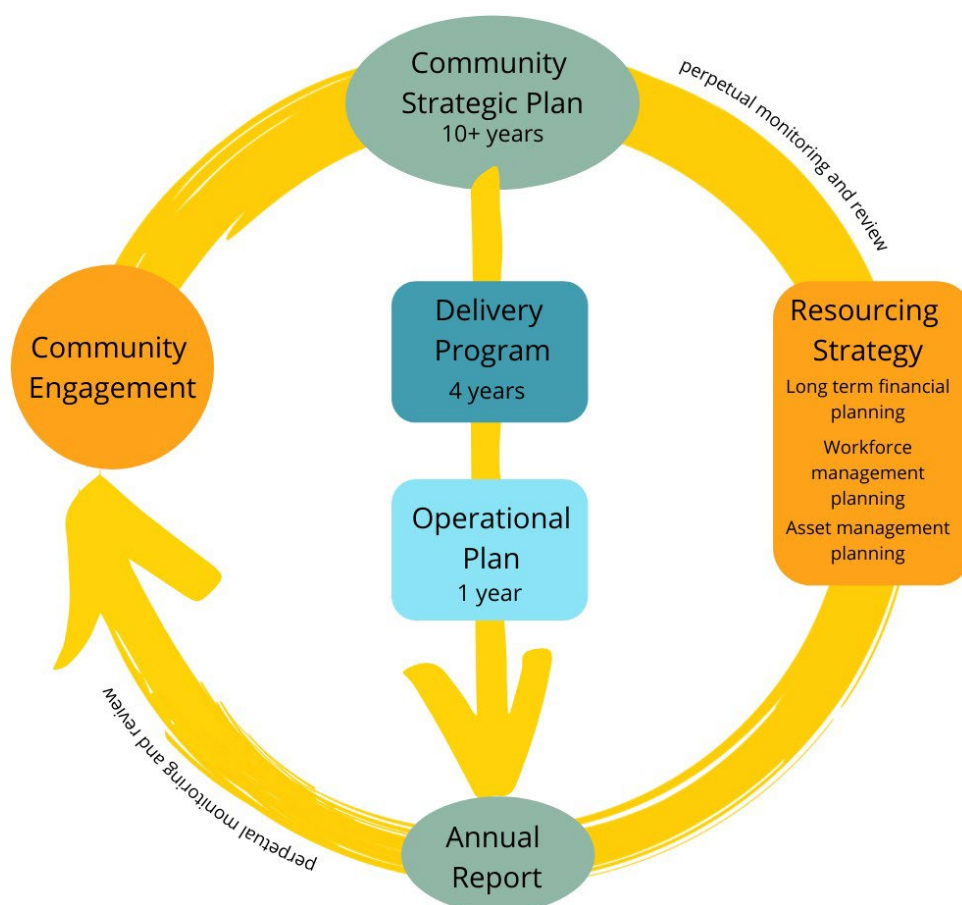 Community
Strategic Plan
10+ years
perpetual monitoring and review
Community
Engagement
Delivery
Program
4 years
Resourcing
Strategy
Long term financial
planning
Workforce
management
planning
Asset management
planning
Operational
Plan
1 year
perpetual monitoring and review
Annual
Report